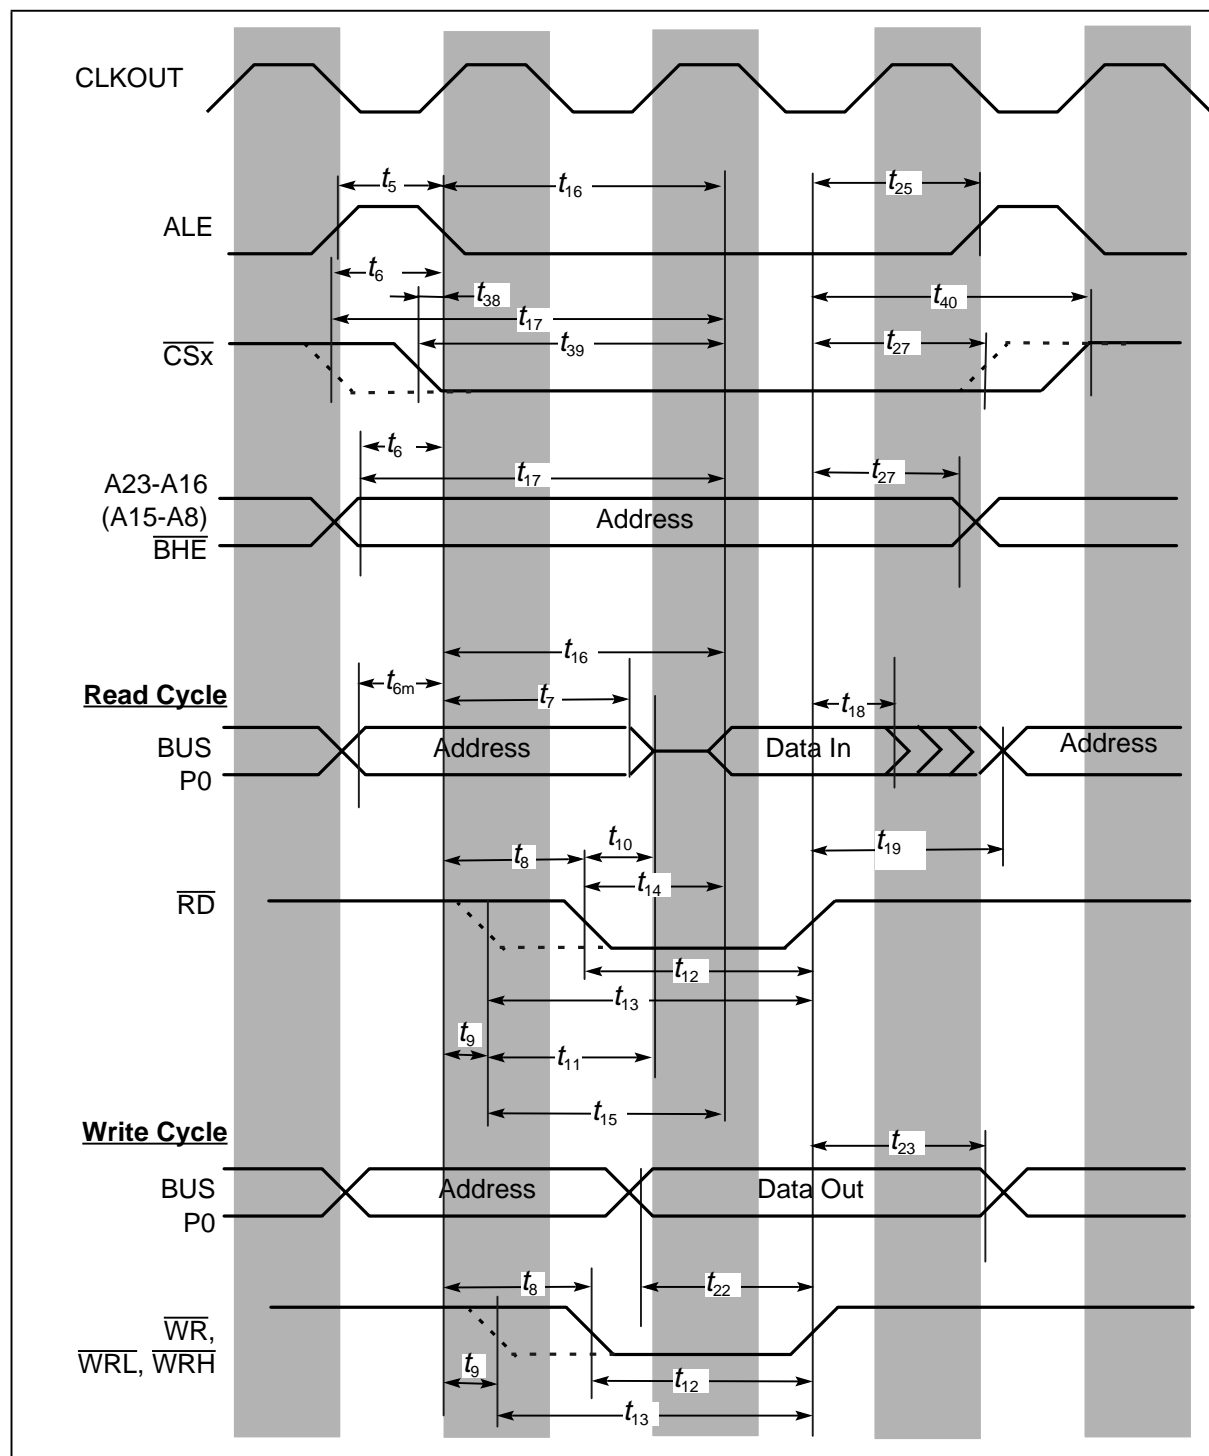 CLKOUT
t5 t16 t25
ALE
t6
t38 t40
t17
CSx t39 t27
t6
A23-A16 t17 t27
(A15-A8) Address
BHE
t16
Read Cycle t6m t7 t18
BUS Address Data In Address
P0
t8 t10 t19
RD t14
t12
t13
t9 t11
t15
Write Cycle t23
BUS Address Data Out
P0
t8 t22
WR,
WRL, WRH t9 t12
t13